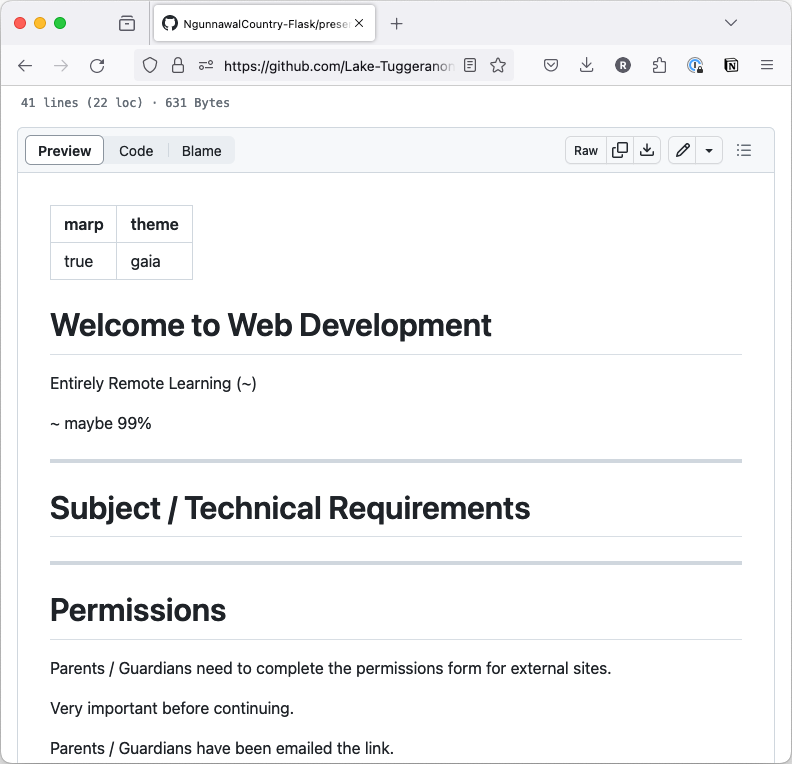 NgunnawalCountry-Flask/prese
https://github.com/Lake-Tuggeranon
41 lines (22 loc) · 631 Bytes
Preview Code Blame Raw
marp theme
true gaia
Welcome to Web Development
Entirely Remote Learning (~)
~ maybe 99%
Subject / Technical Requirements
Permissions
Parents / Guardians need to complete the permissions form for external sites.
Very important before continuing.
Parents / Guardians have been emailed the link.